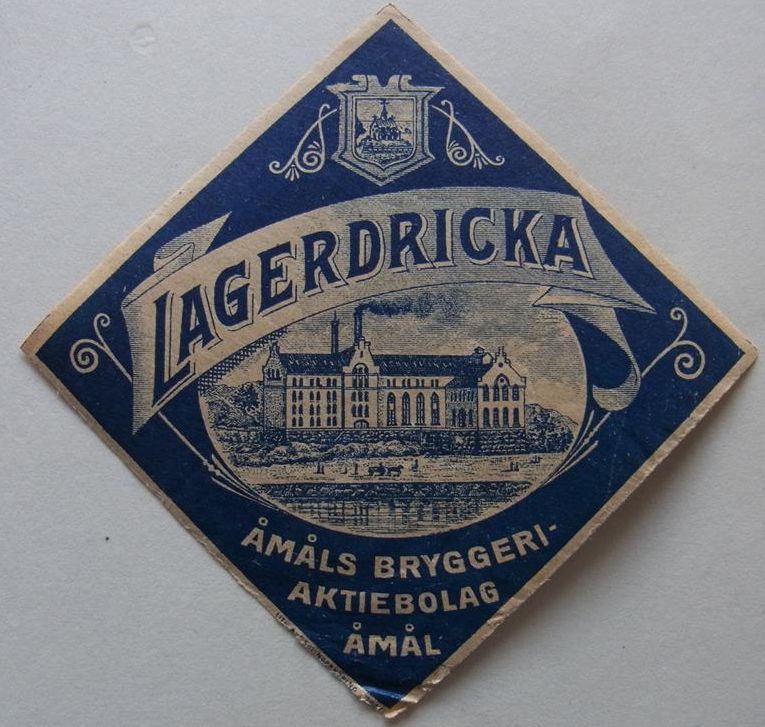 LAGERDRICKA
ÅMÅLS BRYGGERI-
AKTIEBOLAG
ÅMÅL